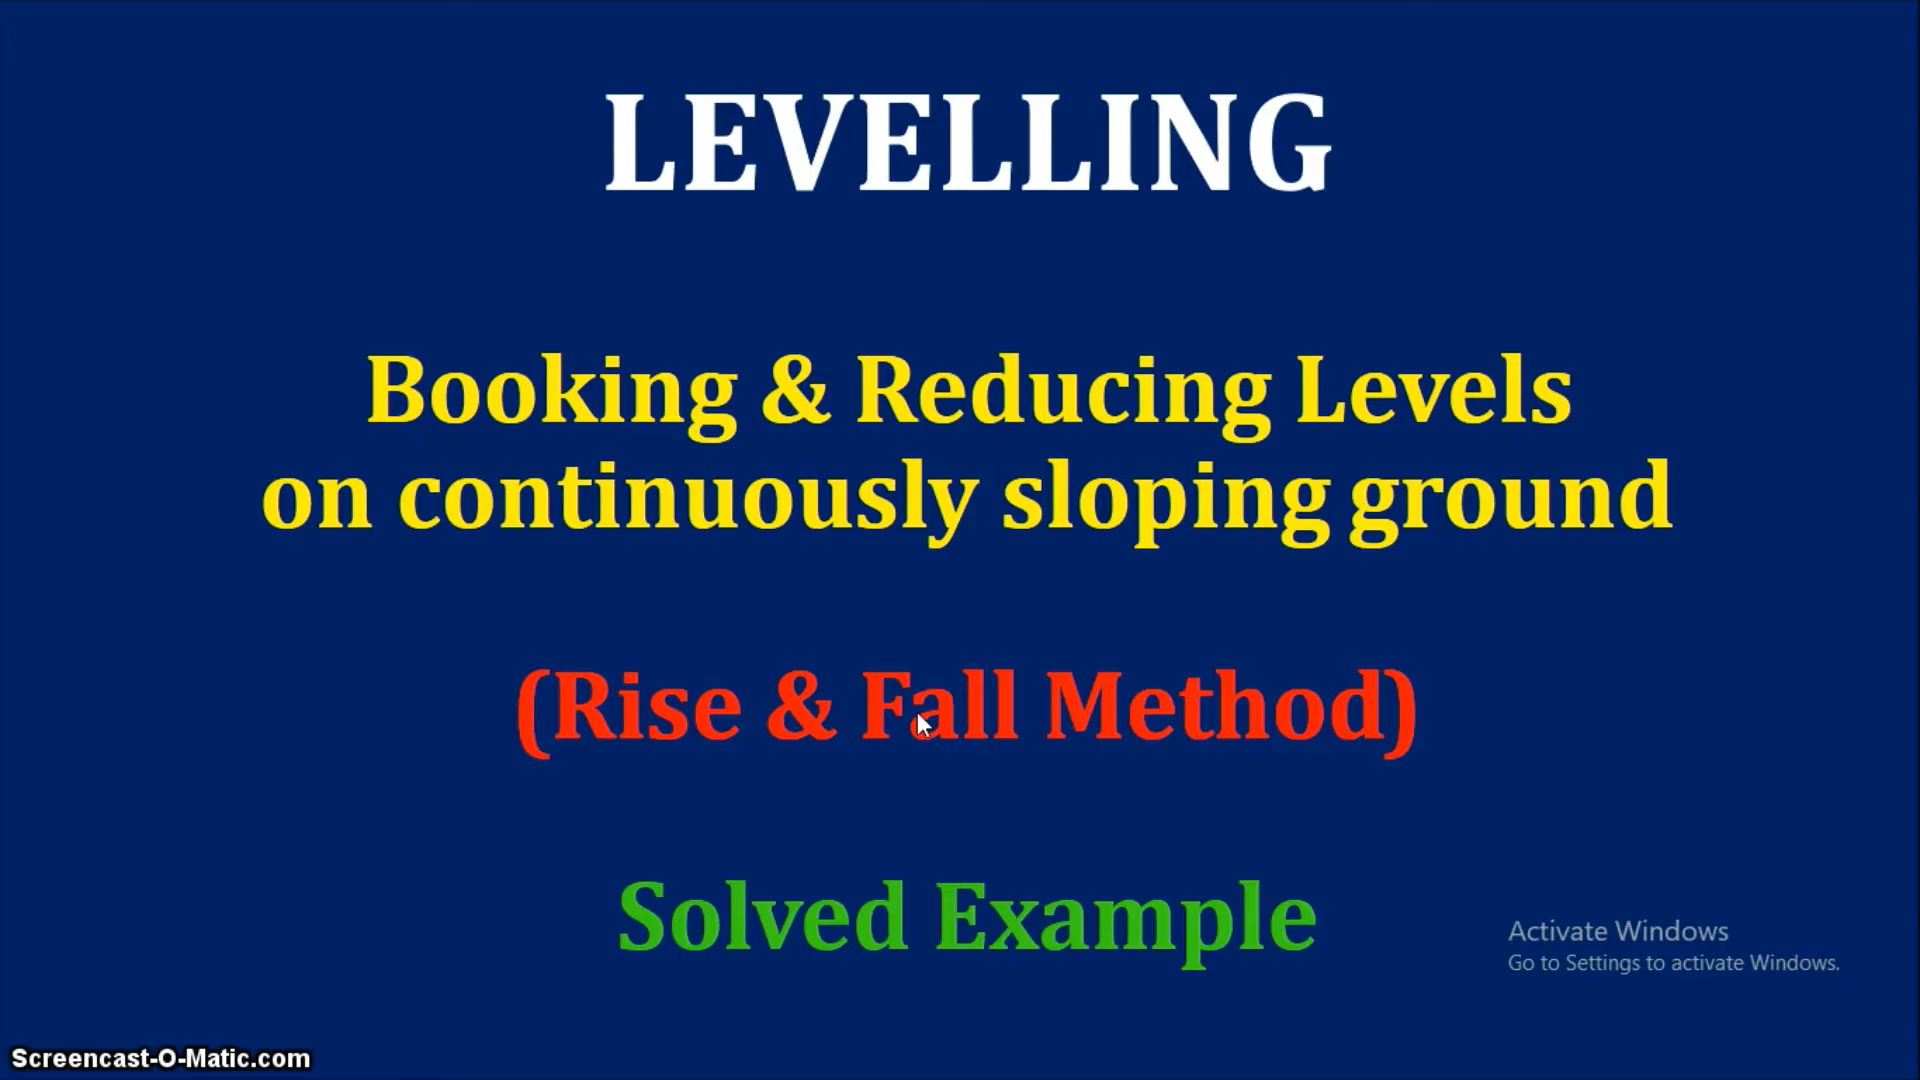 LEVELLING
Booking & Reducing Levels
on continuously sloping ground
(Rise & Fall Method)
Solved Example
Activate Windows
Go to Settings to activate Windows.
Screencast-O-Matic.com